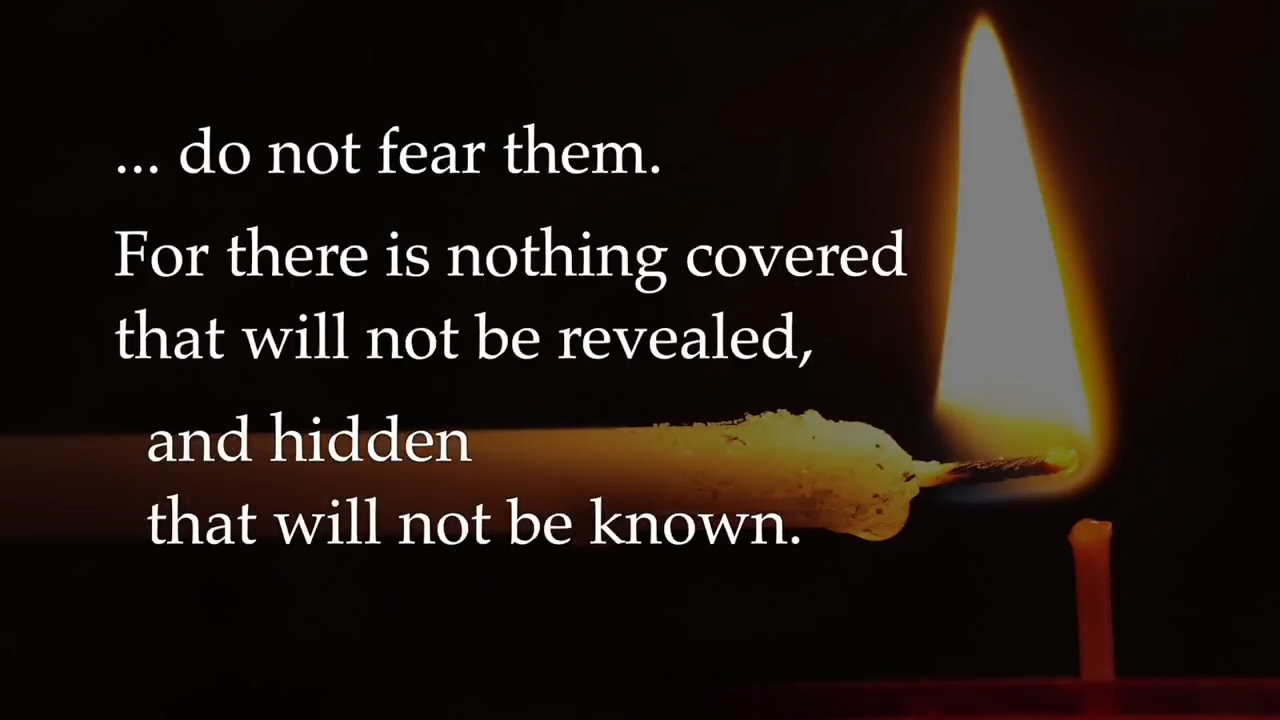 ... do not fear them.
For there is nothing covered
that will not be revealed,
and hidden
that will not be known.